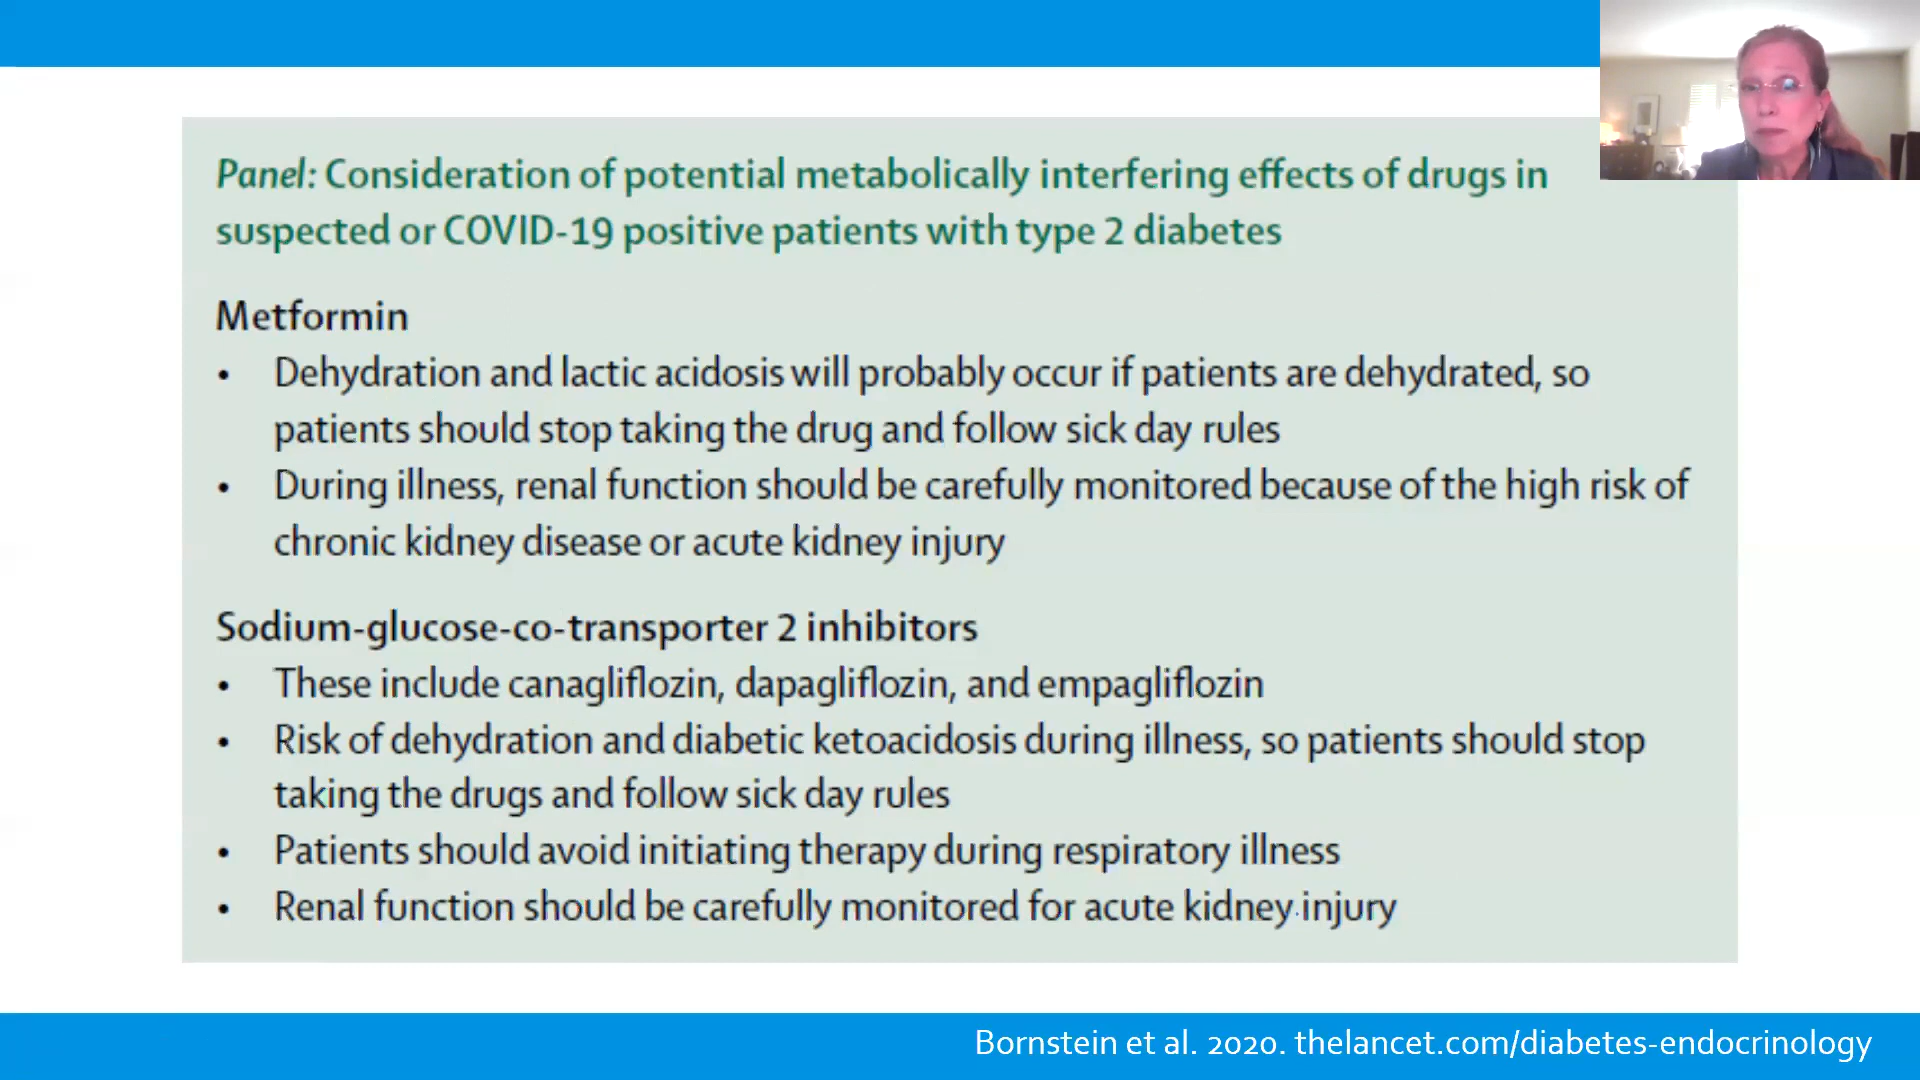 Panel: Consideration of potential metabolically interfering effects of drugs in
suspected or COVID-19 positive patients with type 2 diabetes
Metformin
• Dehydration and lactic acidosis will probably occur if patients are dehydrated, so
patients should stop taking the drug and follow sick day rules
• During illness, renal function should be carefully monitored because of the high risk of
chronic kidney disease or acute kidney injury
Sodium-glucose-co-transporter 2 inhibitors
• These include canagliflozin, dapagliflozin, and empagliflozin
• Risk of dehydration and diabetic ketoacidosis during illness, so patients should stop
taking the drugs and follow sick day rules
• Patients should avoid initiating therapy during respiratory illness
• Renal function should be carefully monitored for acute kidney injury
Bornstein et al. 2020. thelancet.com/diabetes-endocrinology